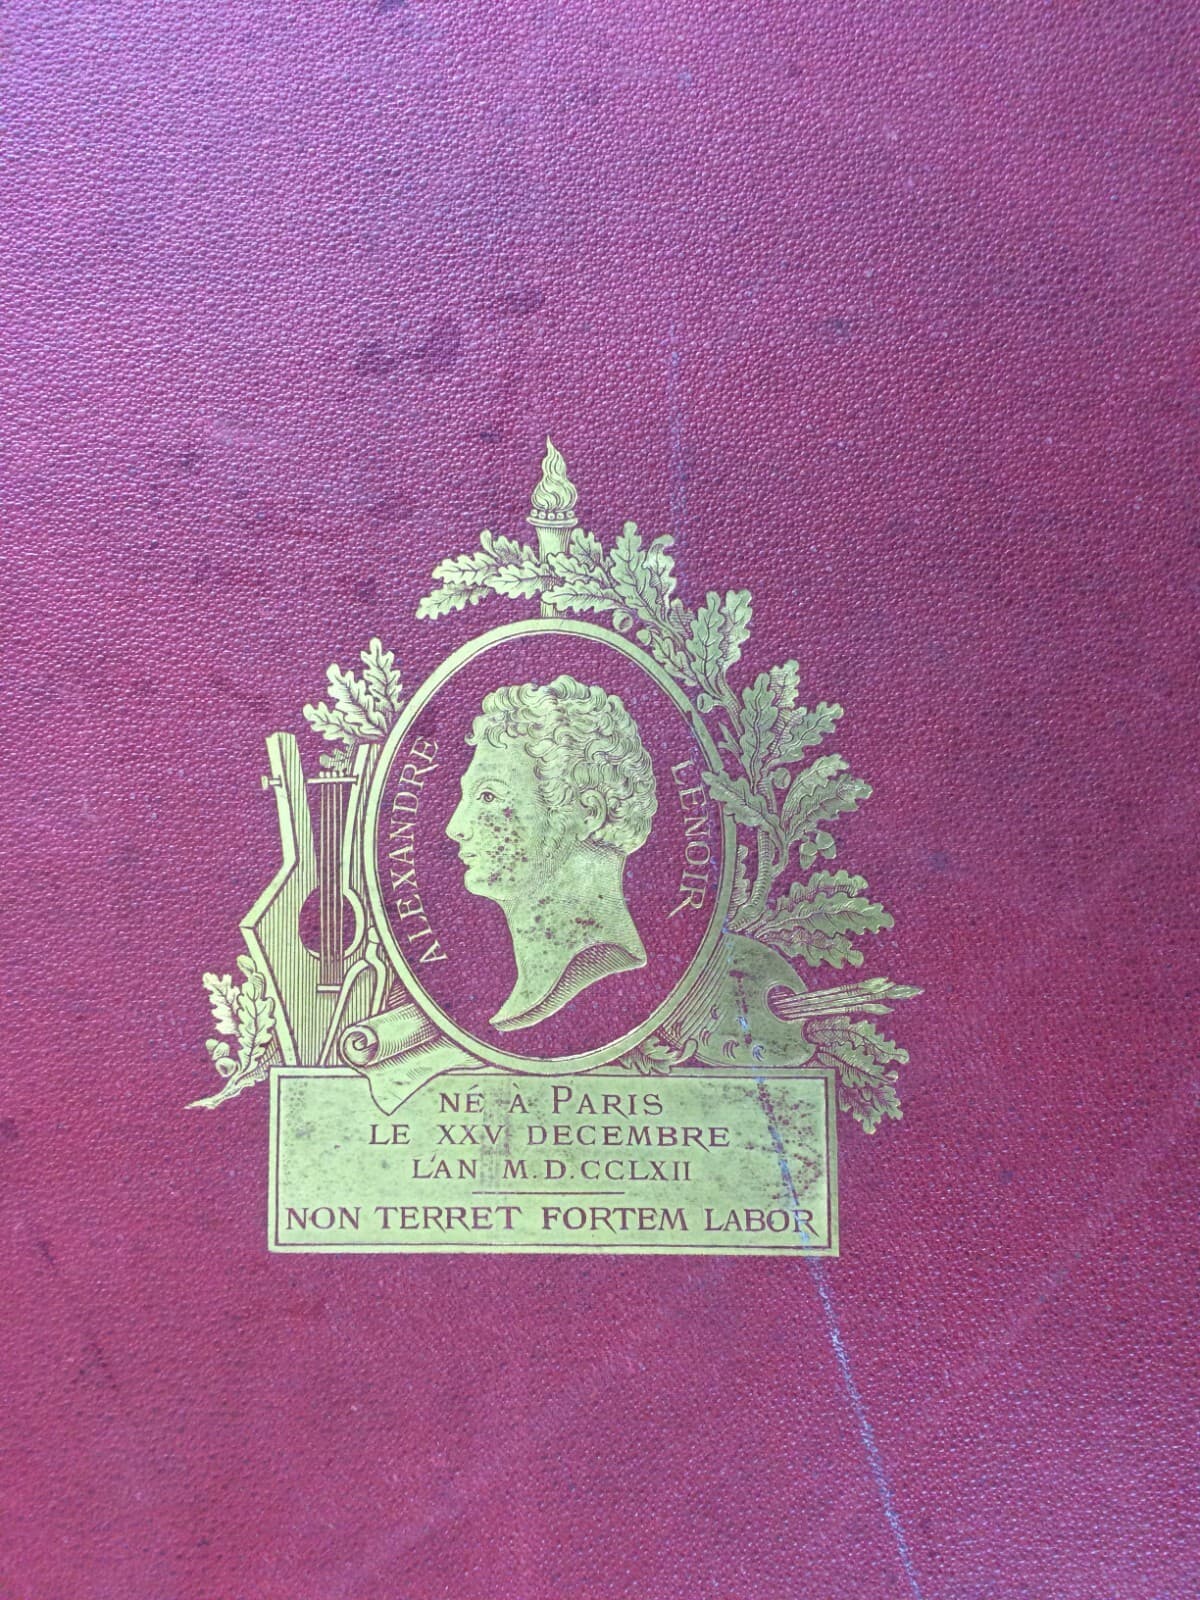 ALEXANDRE LENOIR
NÉ À PARIS
LE XXV DECEMBRE
L'AN M.D.CCLXII
NON TERRET FORTEM LABOR